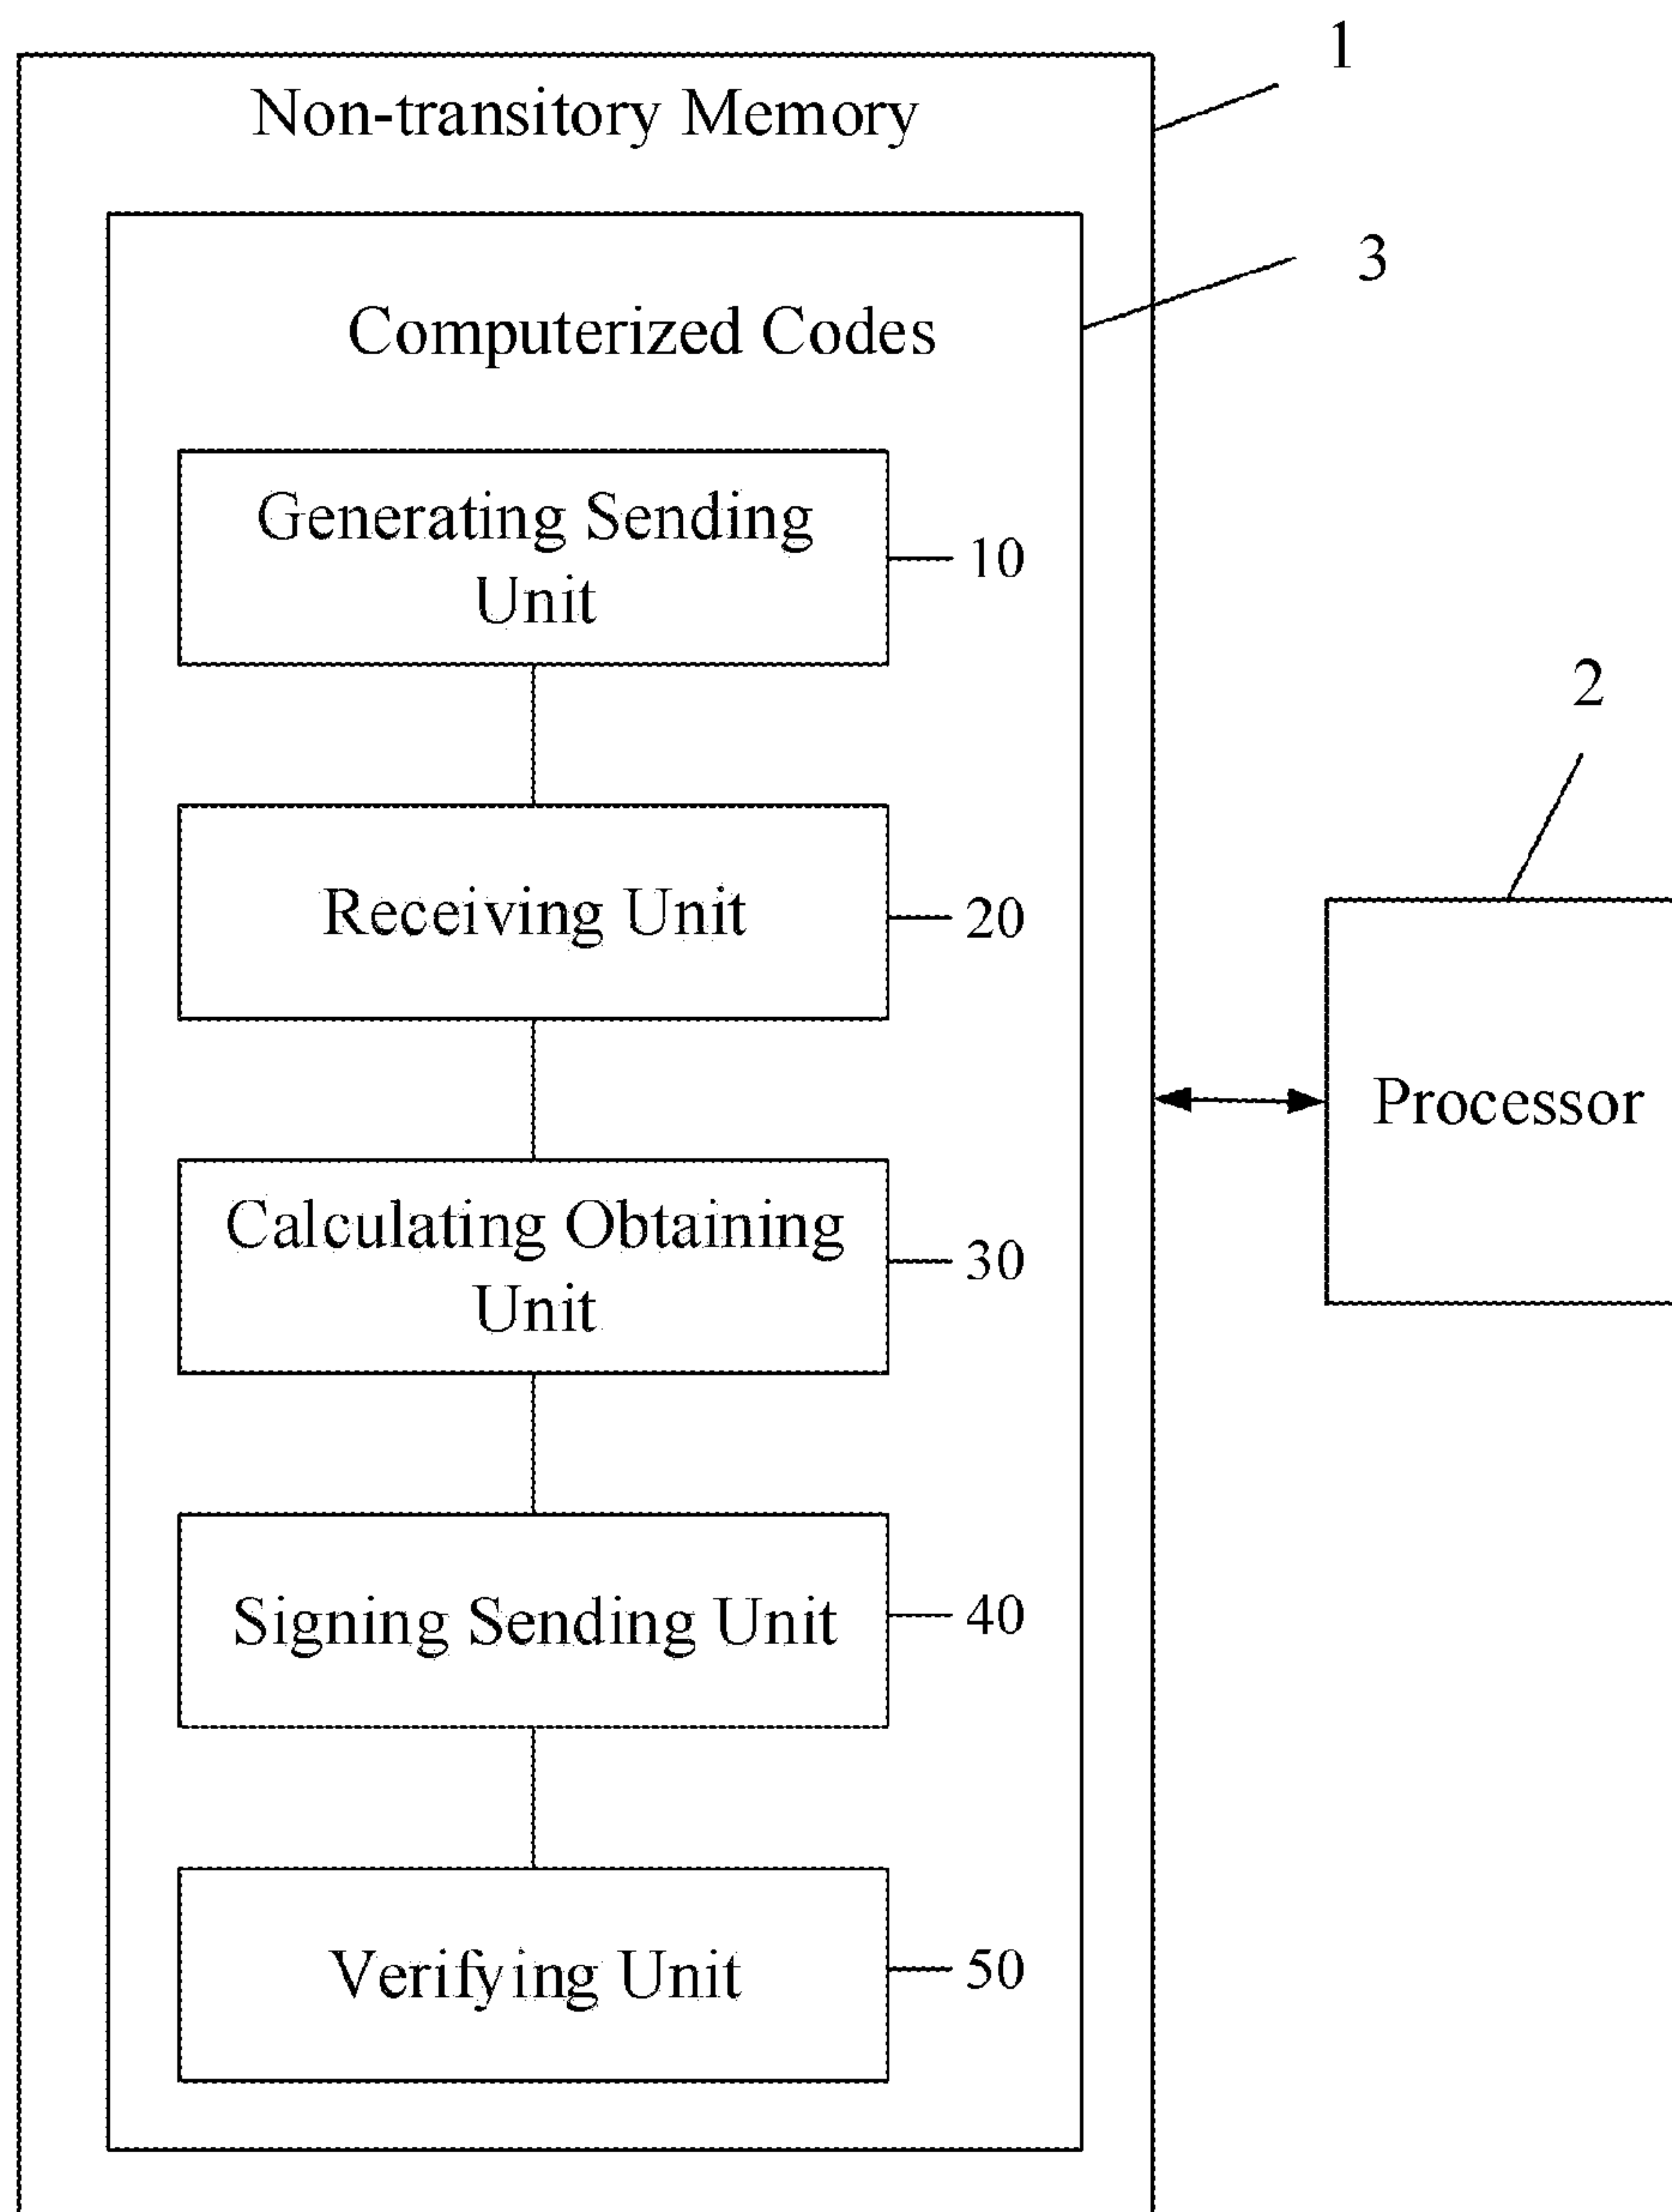 1
Non-transitory Memory
3
Computerized Codes
Generating Sending
Unit
10
2
Receiving Unit
20
Processor
Calculating Obtaining
Unit
30
Signing Sending Unit
40
Verifying Unit
50